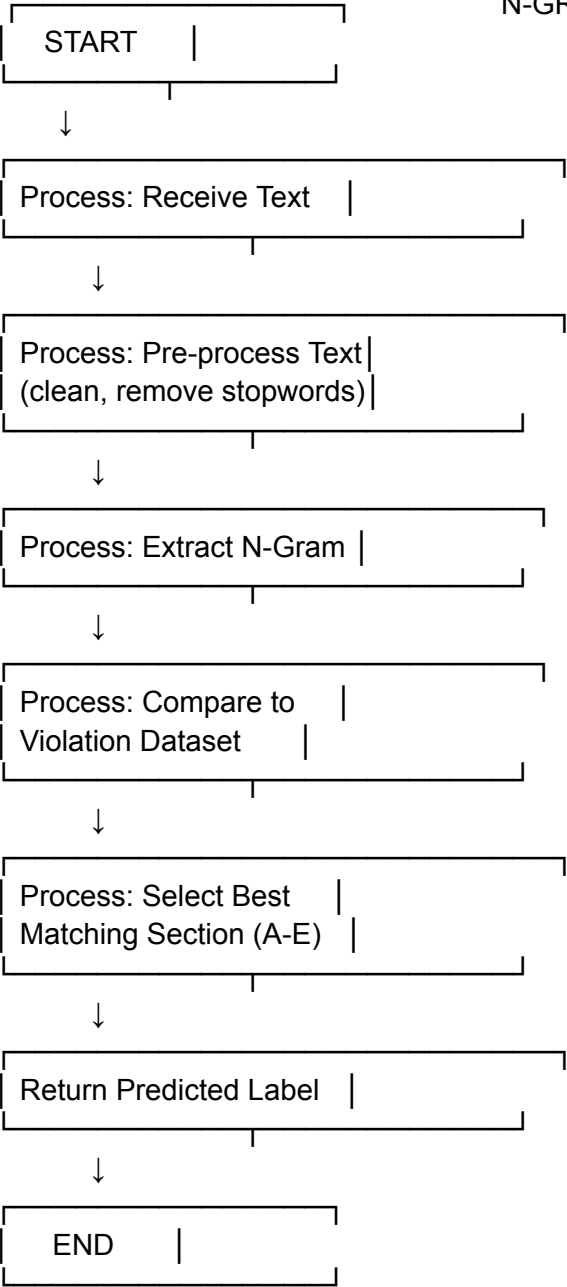 N-GR
START
Process: Receive Text
Process: Pre-process Text
(clean, remove stopwords)
Process: Extract N-Gram
Process: Compare to
Violation Dataset
Process: Select Best
Matching Section (A-E)
Return Predicted Label
END